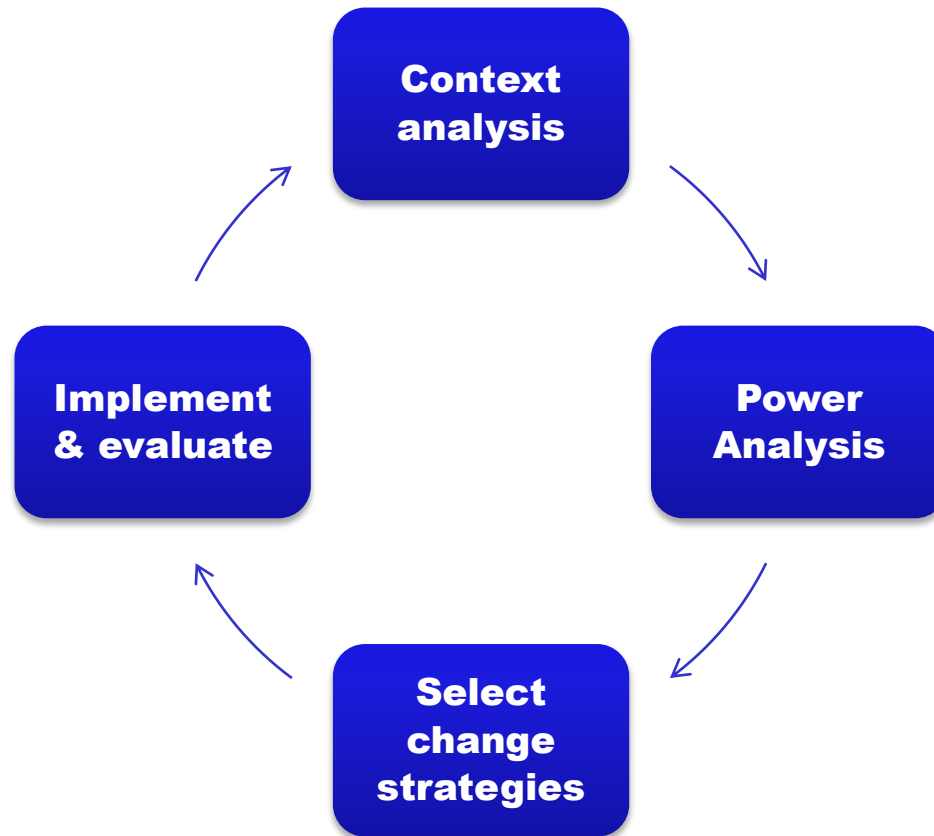 Context
analysis
Power
Analysis
Select
change
strategies
Implement
& evaluate